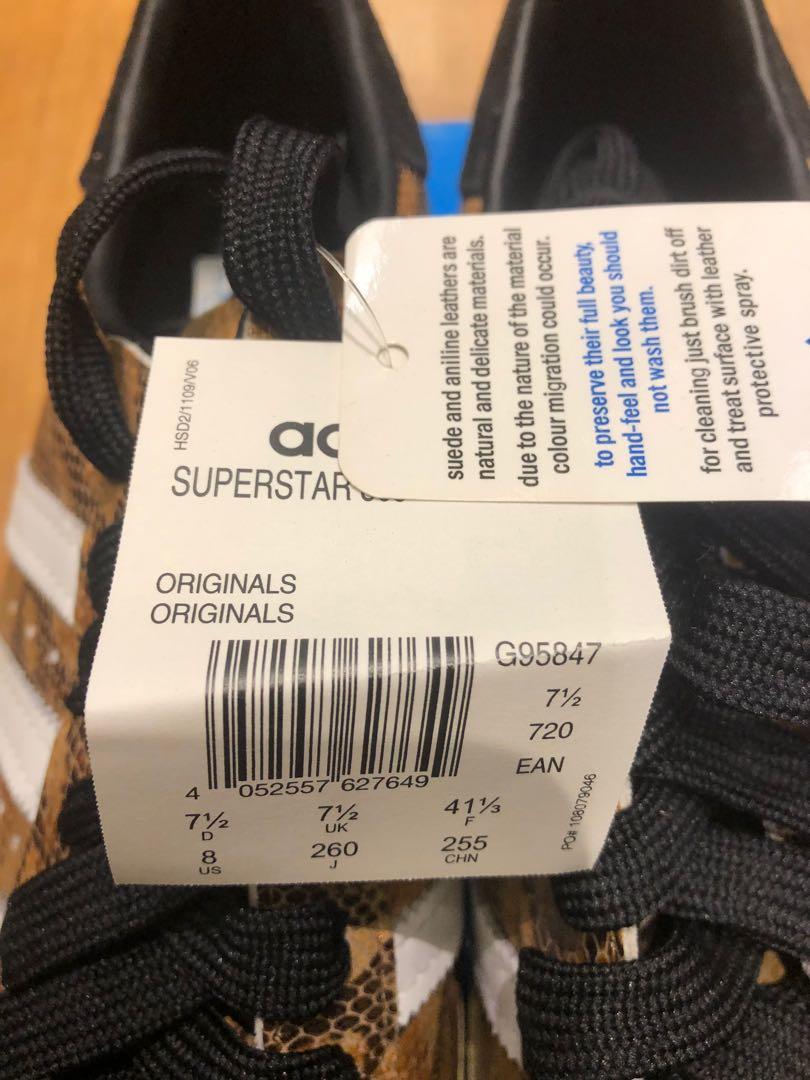 suede and aniline leathers are
natural and delicate materials.
due to the nature of the material
colour migration could occur.
to preserve their full beauty,
hand-feel and look you should
not wash them.
for cleaning just brush dirt off
and treat surface with leather
protective spray.
HSD2/1109/V06
SUPERSTAR
ORIGINALS
ORIGINALS
G95847
7½
720
EAN
4 052557 627649
7½ 7½ 41⅓
D UK F
8 260 255
US J CHN
PO# 108079046